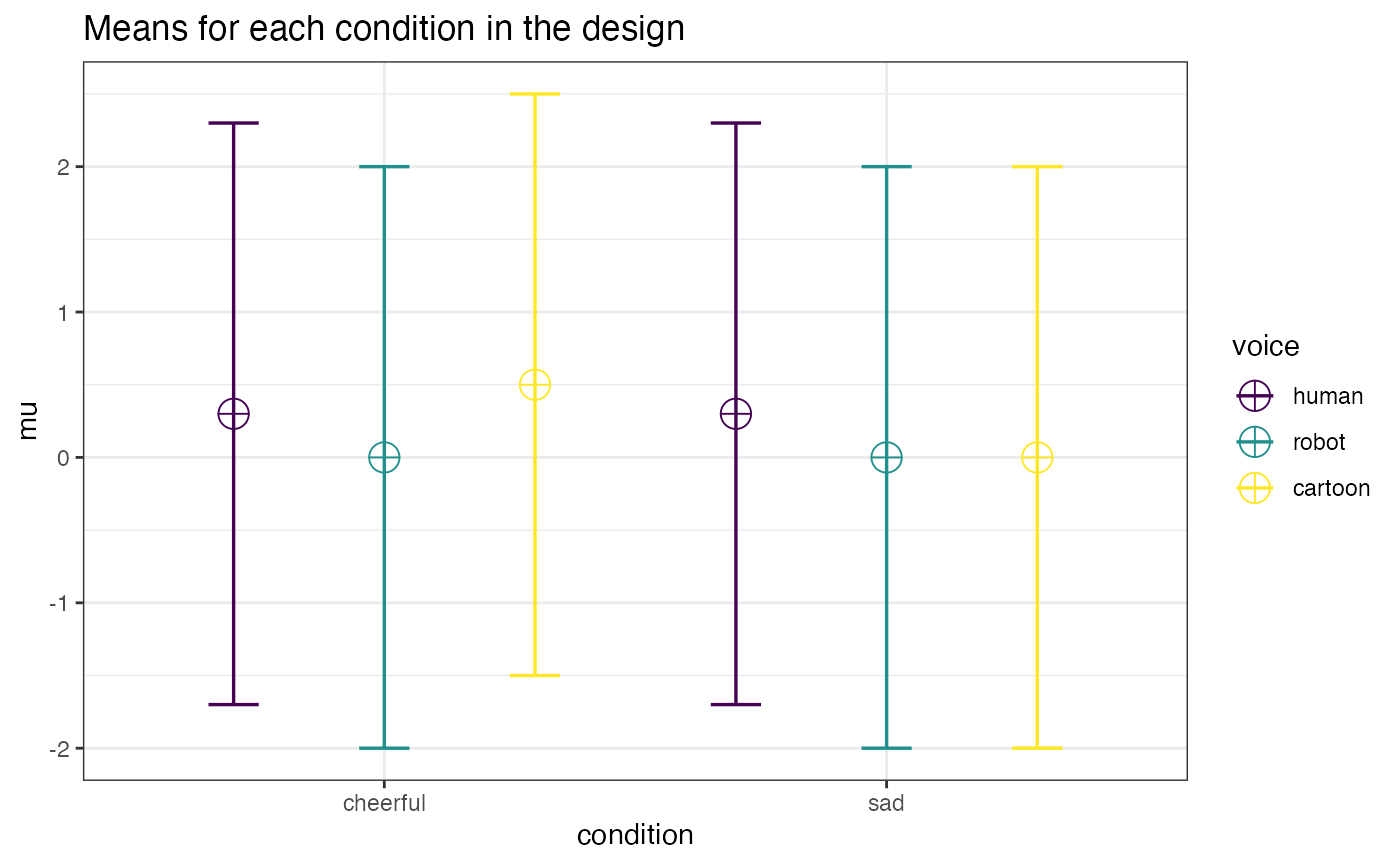 Means for each condition in the design
mu
2
1
0
-1
-2
cheerful
sad
condition
voice
human
robot
cartoon